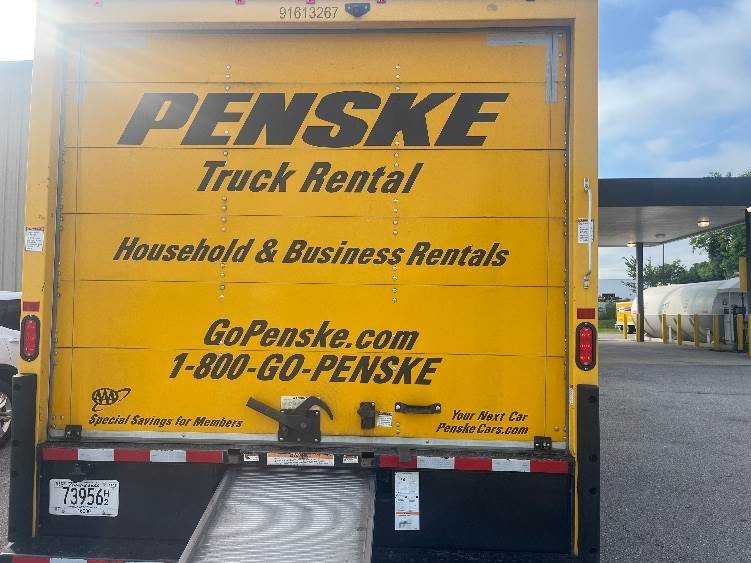 91613267
PENSKE
Truck Rental
Household & Business Rentals
GoPenske.com
1-800-GO-PENSKE
AAA
Special Savings for Members
Your Next Car
PenskeCars.com
73956 H2